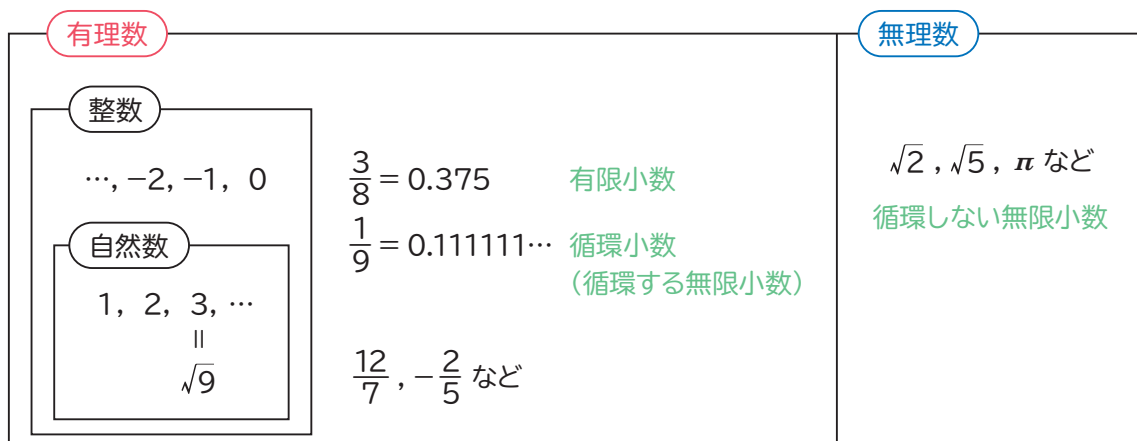 有理数
無理数
整数
…, −2, −1, 0
自然数
1, 2, 3, …
=
√9
3/8 = 0.375 有限小数
1/9 = 0.111111… 循環小数
（循環する無限小数）
12/7 , −2/5 など
√2 , √5 , π など
循環しない無限小数